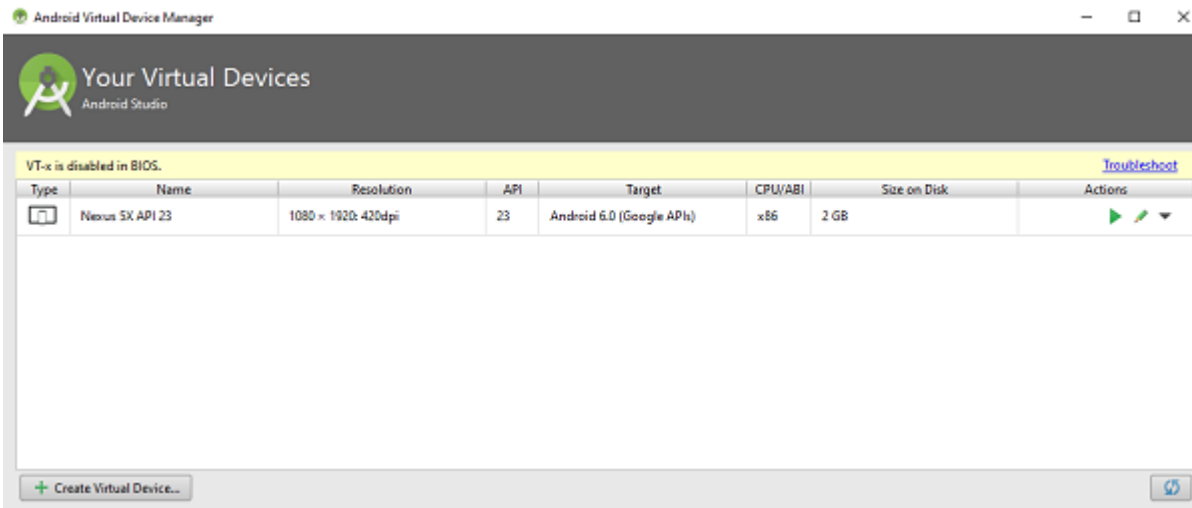 Android Virtual Device Manager
Your Virtual Devices
Android Studio
VT-x is disabled in BIOS. Troubleshoot
Type Name Resolution API Target CPU/ABI Size on Disk Actions
Nexus 5X API 23 1080 × 1920: 420dpi 23 Android 6.0 (Google APIs) x86 2 GB
Create Virtual Device...